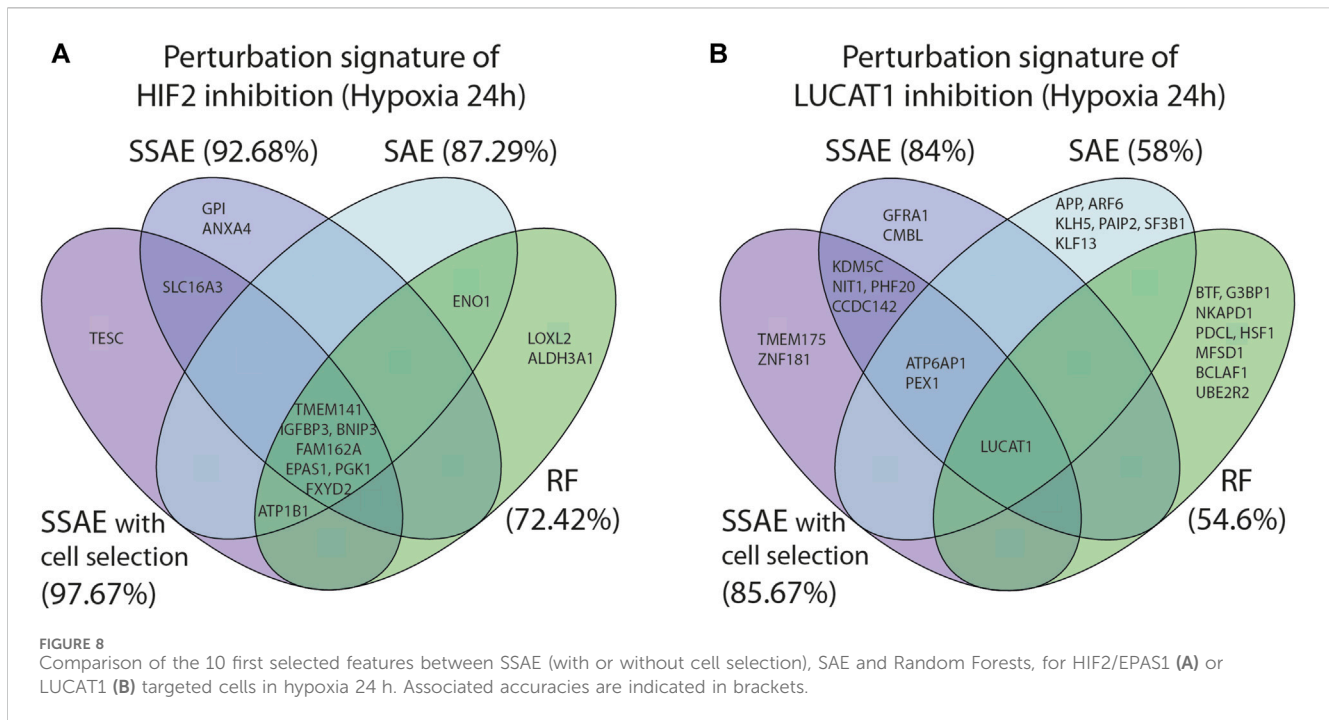 A
Perturbation signature of
HIF2 inhibition (Hypoxia 24h)
SSAE (92.68%)
SAE (87.29%)
GPI
ANXA4
SLC16A3
ENO1
TESC
LOXL2
ALDH3A1
TMEM141
IGFBP3, BNIP3
FAM162A
EPAS1, PGK1
FXYD2
ATP1B1
RF
(72.42%)
SSAE with
cell selection
(97.67%)
B
Perturbation signature of
LUCAT1 inhibition (Hypoxia 24h)
SSAE (84%)
SAE (58%)
APP, ARF6
KLH5, PAIP2, SF3B1
KLF13
GFRA1
CMBL
KDM5C
NIT1, PHF20
CCDC142
BTF, G3BP1
NKAPD1
PDCL, HSF1
MFSD1
BCLAF1
UBE2R2
TMEM175
ZNF181
ATP6AP1
PEX1
LUCAT1
RF
(54.6%)
SSAE with
cell selection
(85.67%)
FIGURE 8
Comparison of the 10 first selected features between SSAE (with or without cell selection), SAE and Random Forests, for HIF2/EPAS1 (A) or
LUCAT1 (B) targeted cells in hypoxia 24 h. Associated accuracies are indicated in brackets.